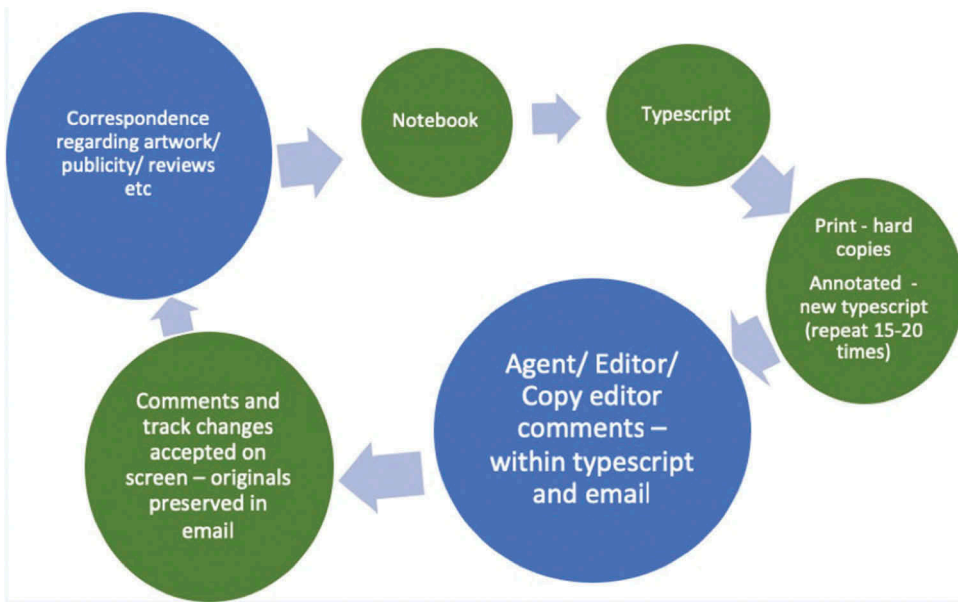 Correspondence
regarding artwork/
publicity/ reviews
etc
Notebook
Typescript
Print - hard
copies
Annotated -
new typescript
(repeat 15-20
times)
Agent/ Editor/
Copy editor
comments –
within typescript
and email
Comments and
track changes
accepted on
screen – originals
preserved in
email